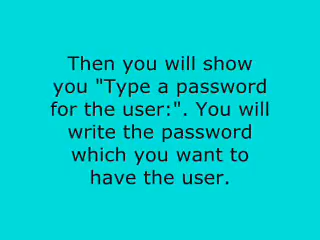 Then you will show
you "Type a password
for the user:". You will
write the password
which you want to
have the user.